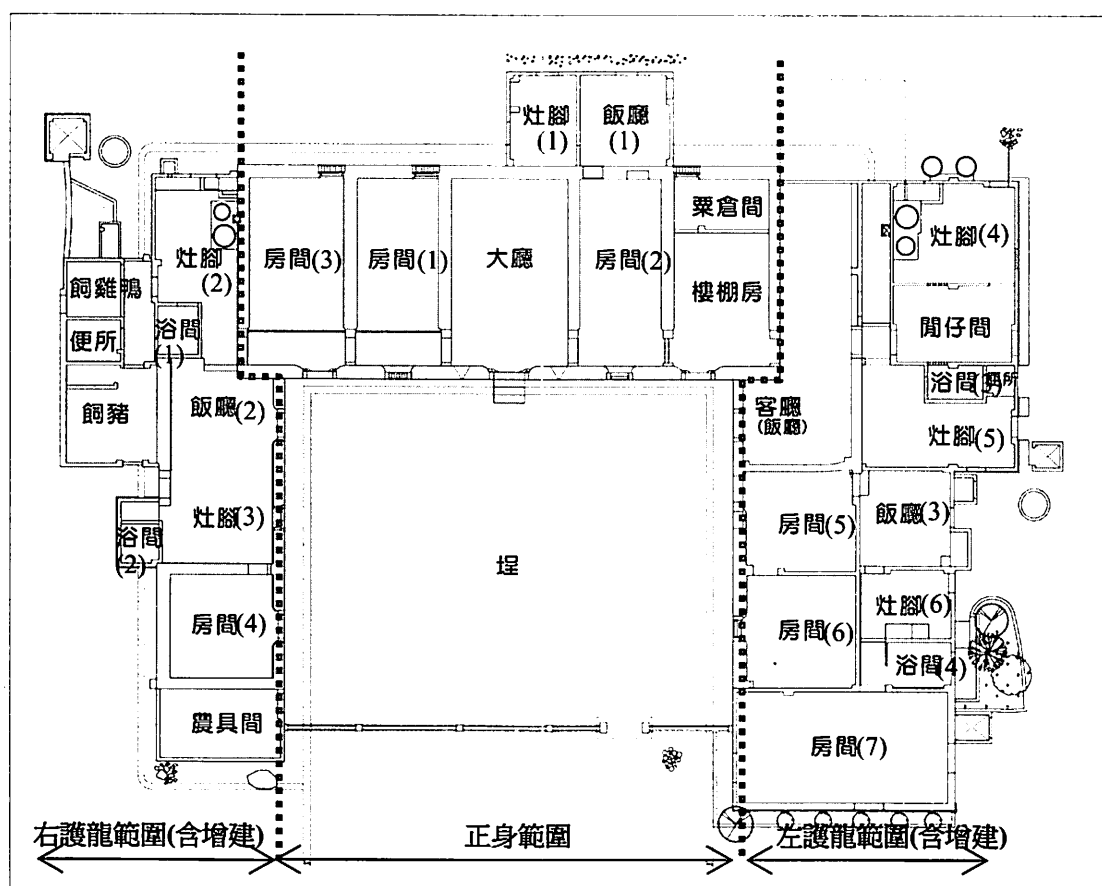 灶腳
(1)
飯廳
(1)
粟倉間
灶腳
(2)
房間(3)
房間(1)
大廳
房間(2)
樓棚房
灶腳(4)
飼雞鴨
便所
浴間
(1)
閒仔間
浴間(3)
便所
飼豬
飯廳(2)
客廳
(飯廳)
灶腳(5)
灶腳(3)
浴間
(2)
房間(5)
飯廳(3)
埕
房間(4)
房間(6)
灶腳(6)
浴間(4)
農具間
房間(7)
右護龍範圍(含增建)
正身範圍
左護龍範圍(含增建)